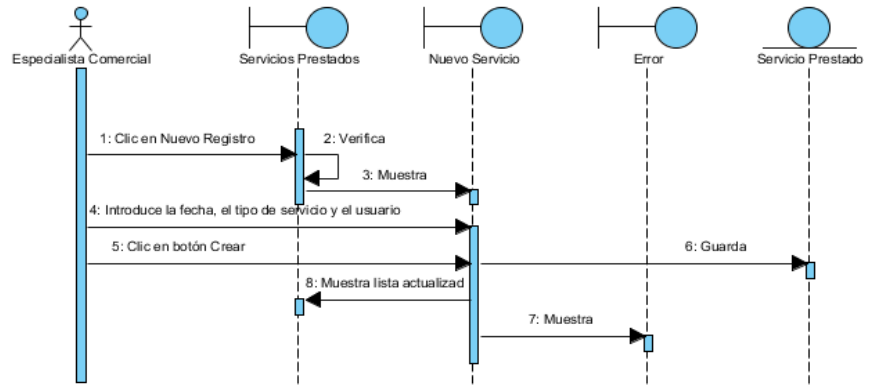 Especialista Comercial
Servicios Prestados
Nuevo Servicio
Error
Servicio Prestado
1: Clic en Nuevo Registro
2: Verifica
3: Muestra
4: Introduce la fecha, el tipo de servicio y el usuario
5: Clic en botón Crear
6: Guarda
8: Muestra lista actualizad
7: Muestra